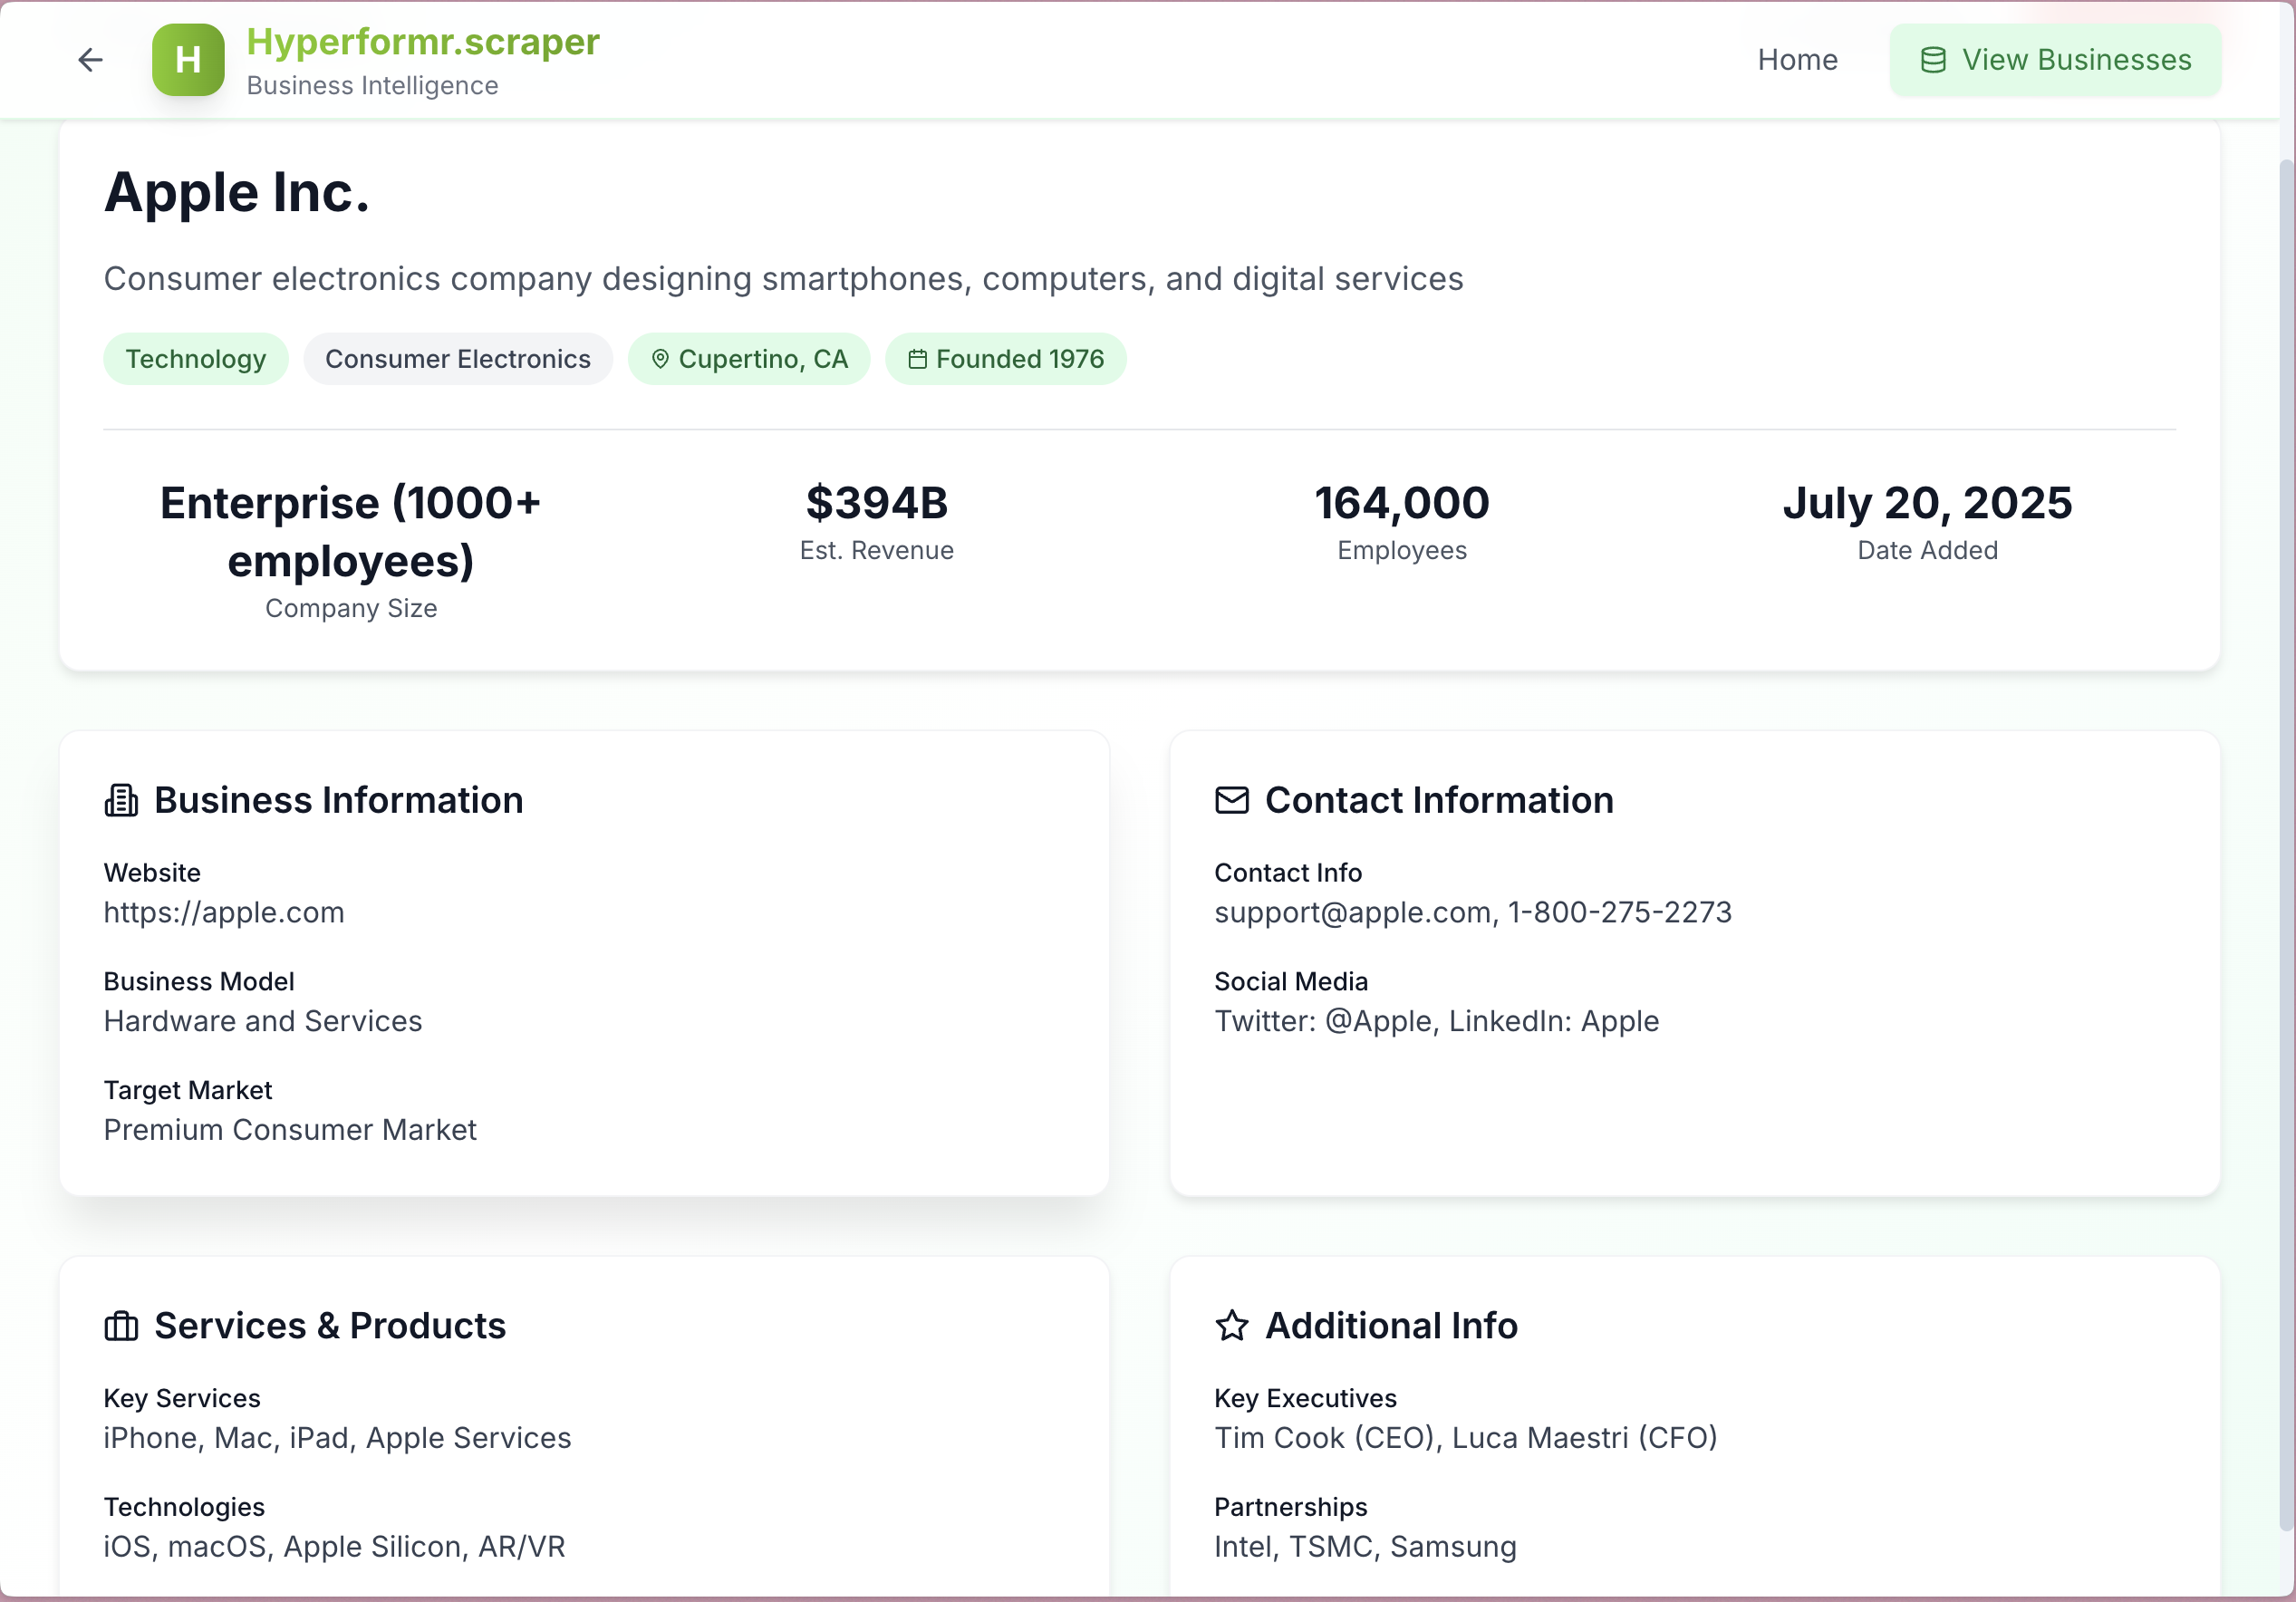 H
Hyperformr.scraper
Business Intelligence
Home
View Businesses
Apple Inc.
Consumer electronics company designing smartphones, computers, and digital services
Technology
Consumer Electronics
Cupertino, CA
Founded 1976
Enterprise (1000+
employees)
Company Size
$394B
Est. Revenue
164,000
Employees
July 20, 2025
Date Added
Business Information
Website
https://apple.com
Business Model
Hardware and Services
Target Market
Premium Consumer Market
Contact Information
Contact Info
support@apple.com, 1-800-275-2273
Social Media
Twitter: @Apple, LinkedIn: Apple
Services & Products
Key Services
iPhone, Mac, iPad, Apple Services
Technologies
iOS, macOS, Apple Silicon, AR/VR
Additional Info
Key Executives
Tim Cook (CEO), Luca Maestri (CFO)
Partnerships
Intel, TSMC, Samsung